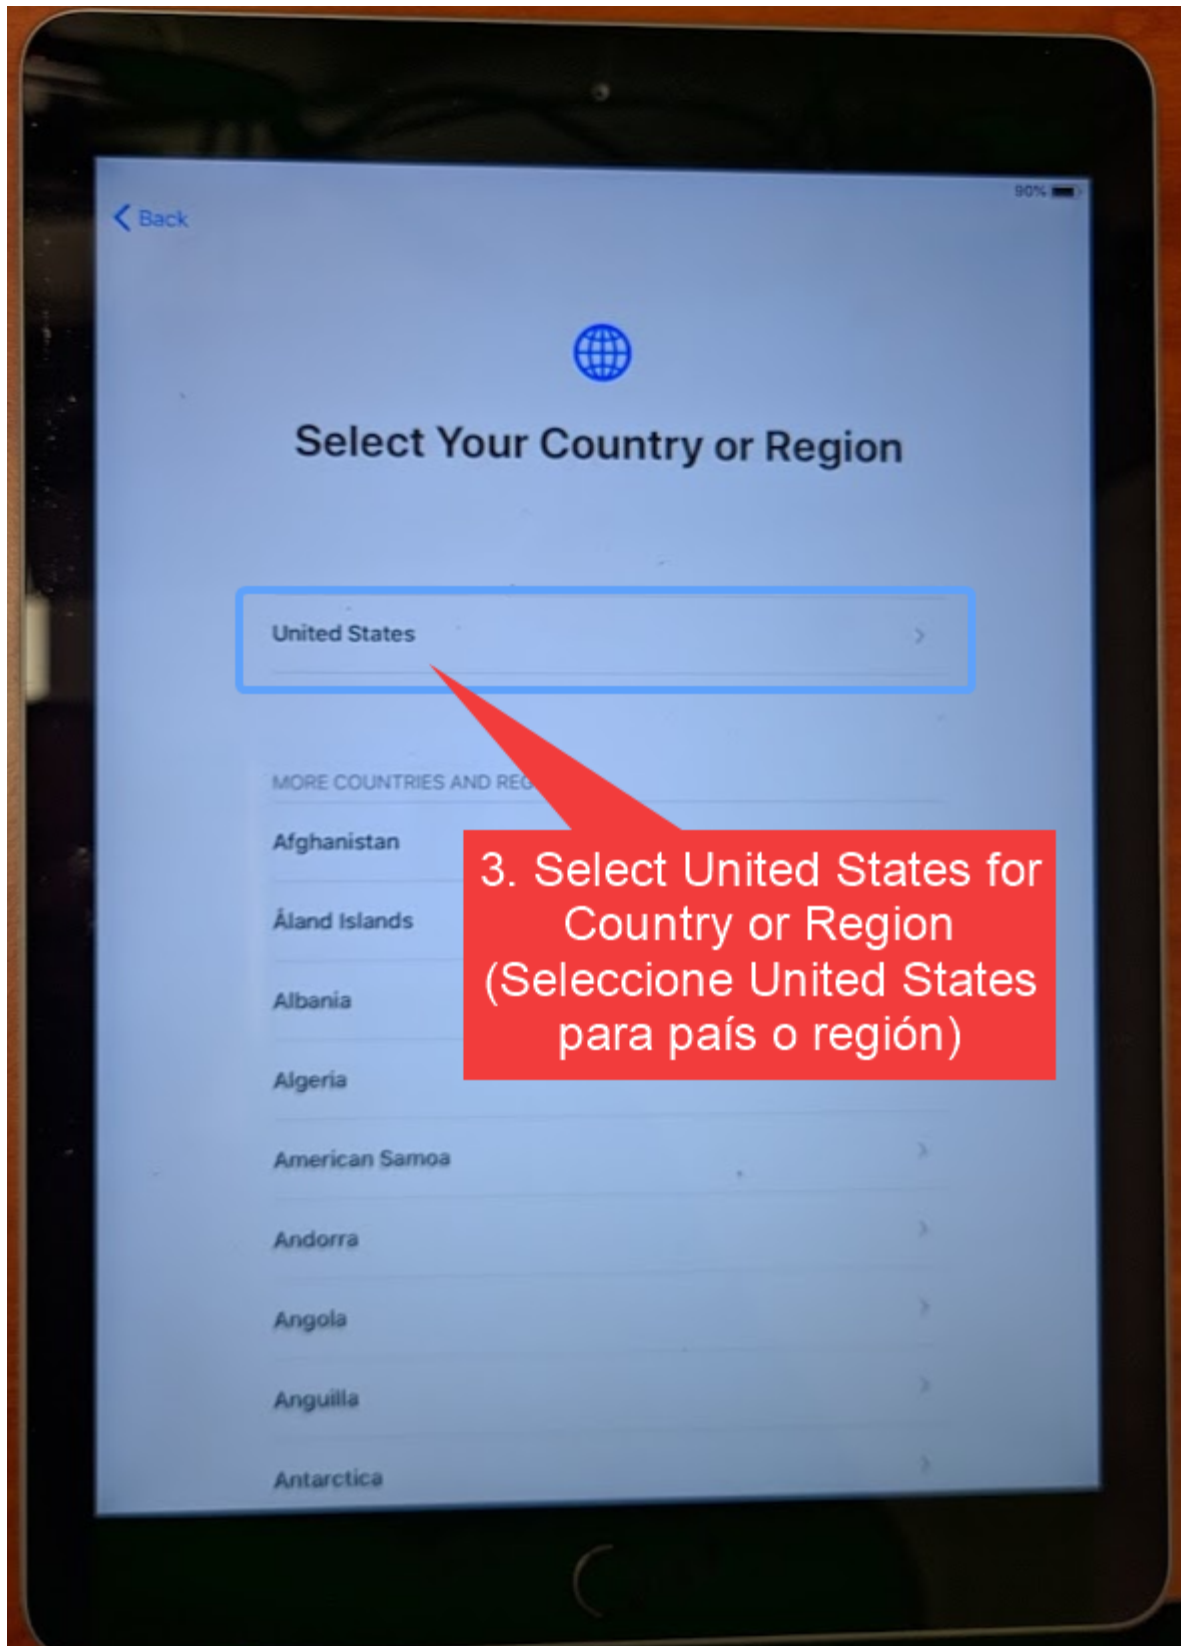 90%
Back
Select Your Country or Region
United States
MORE COUNTRIES AND
Afghanistan
Åland Islands
Albania
Algeria
3. Select United States for
Country or Region
(Seleccione United States
para país o región)
American Samoa
Andorra
Angola
Anguilla
Antarctica